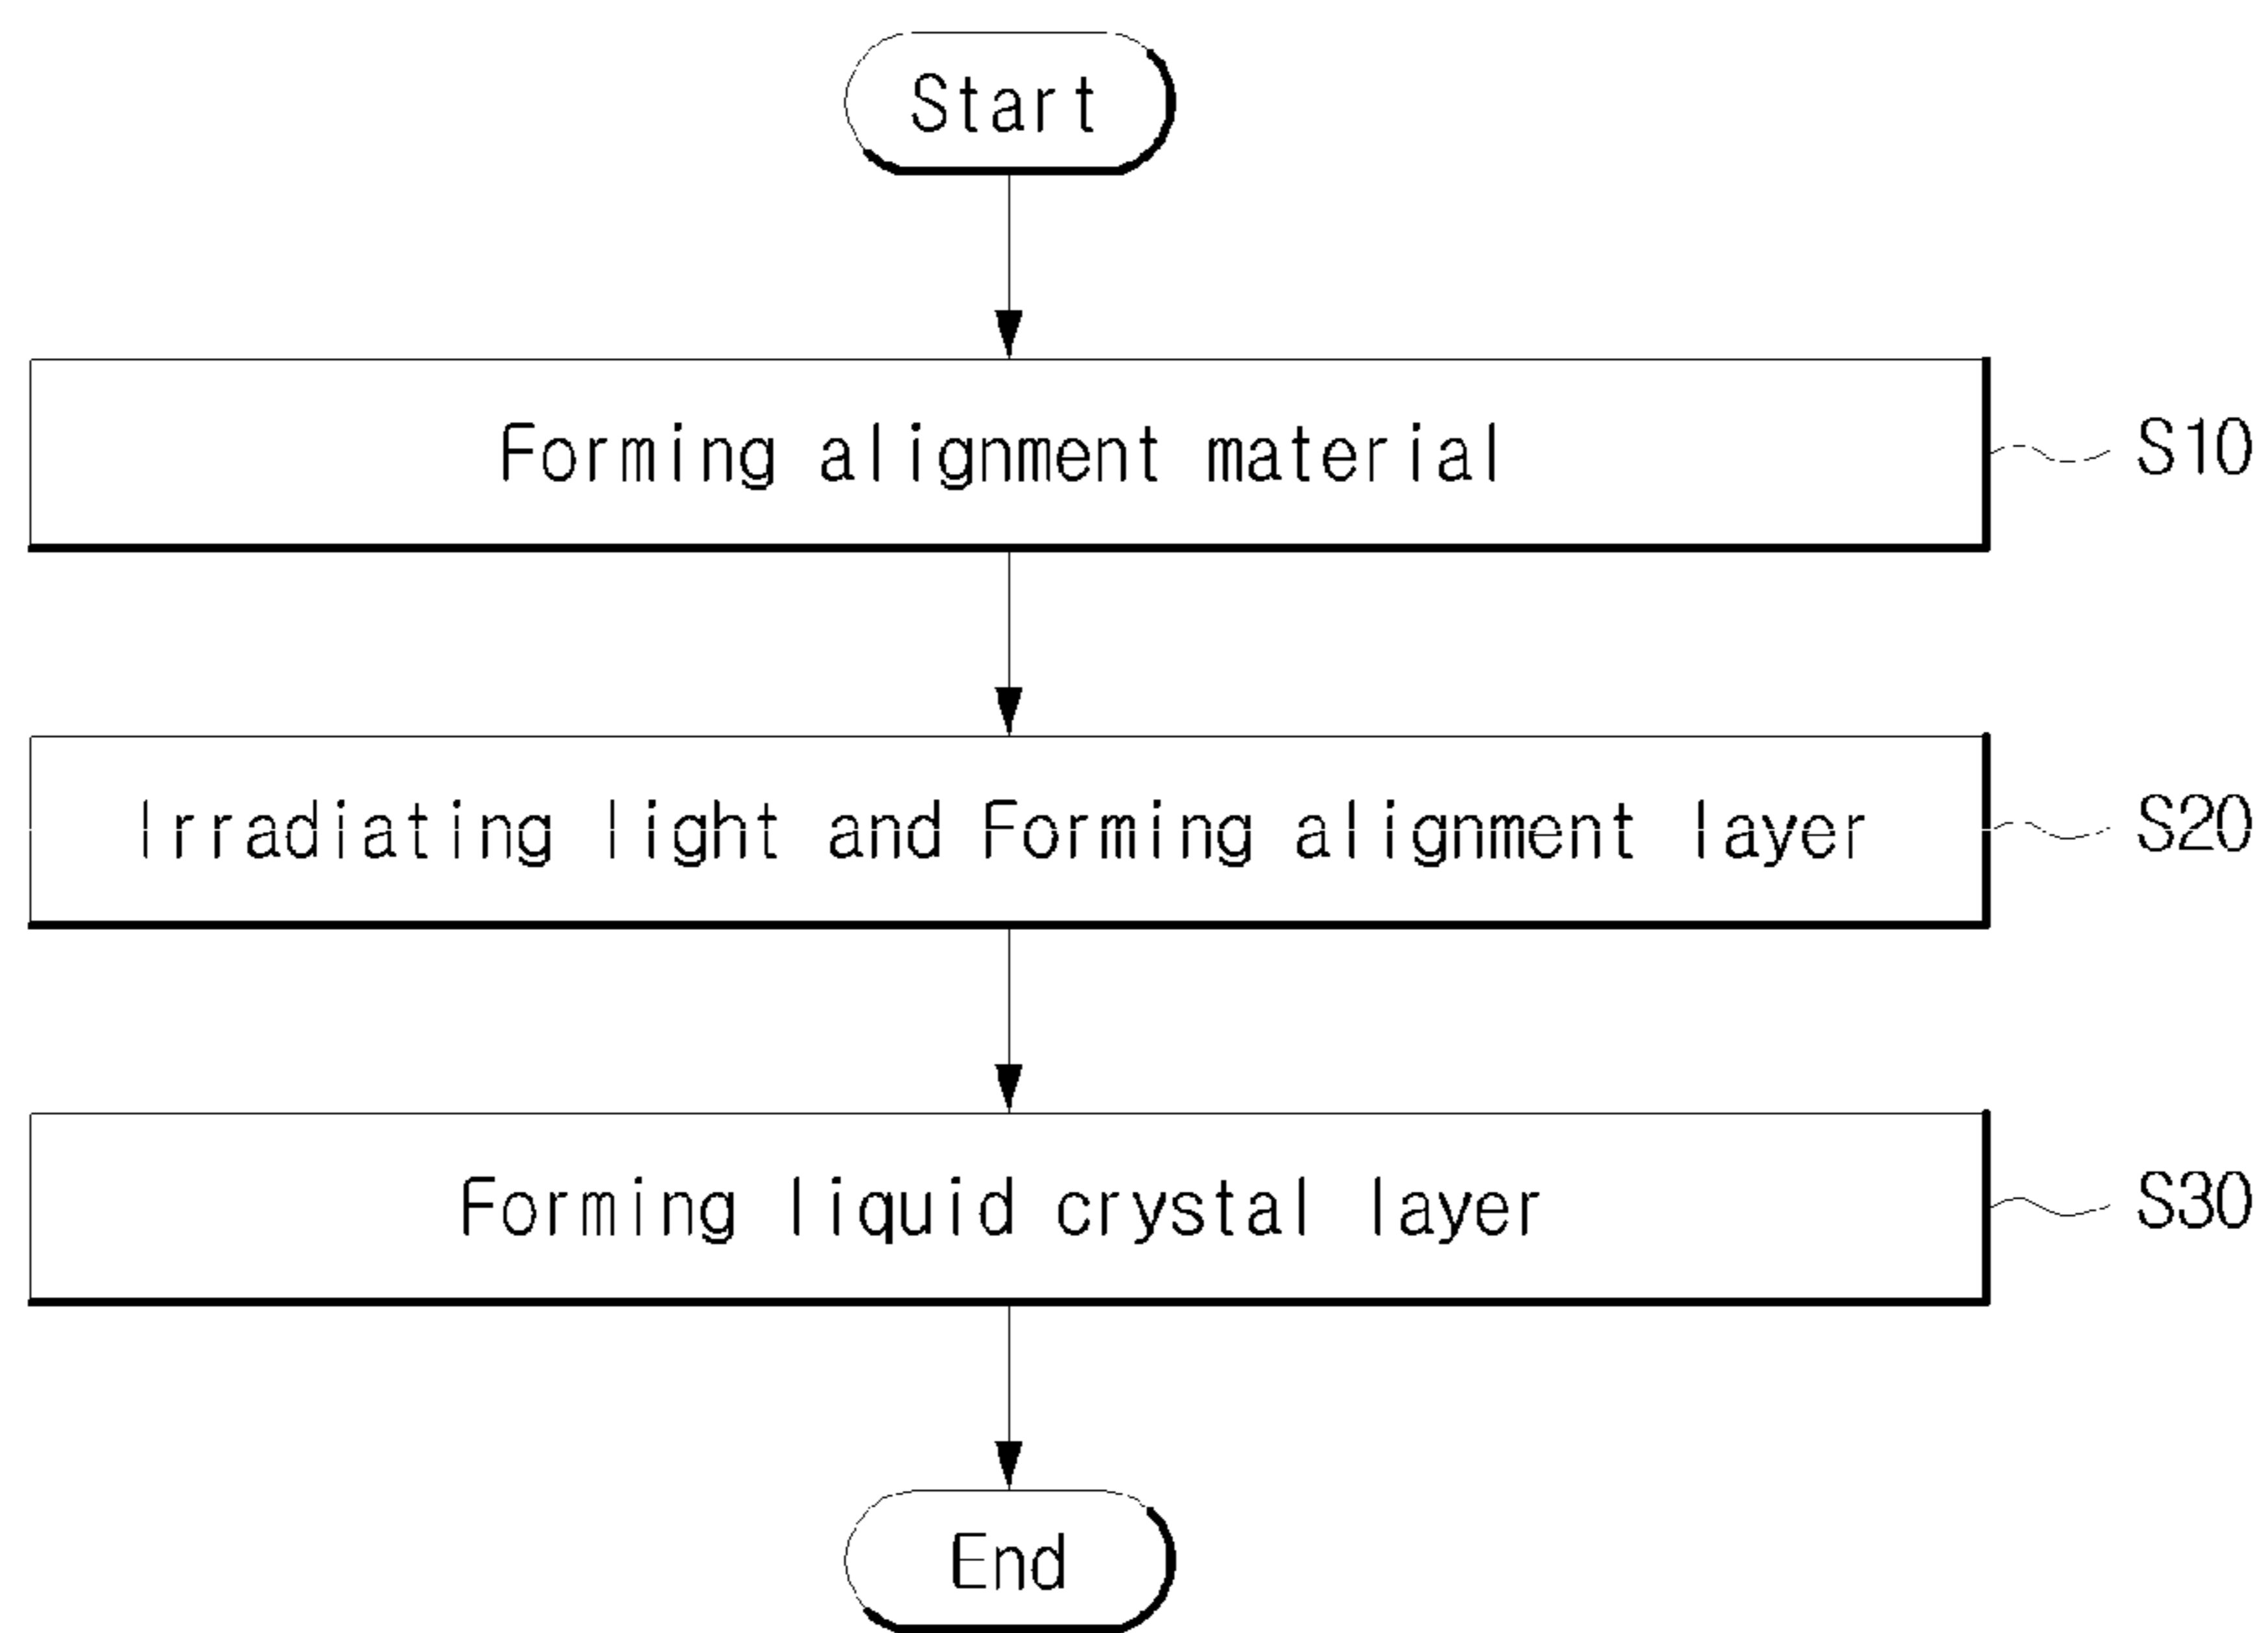 Start
Forming alignment material
S10
Irradiating light and Forming alignment layer
S20
Forming liquid crystal layer
S30
End